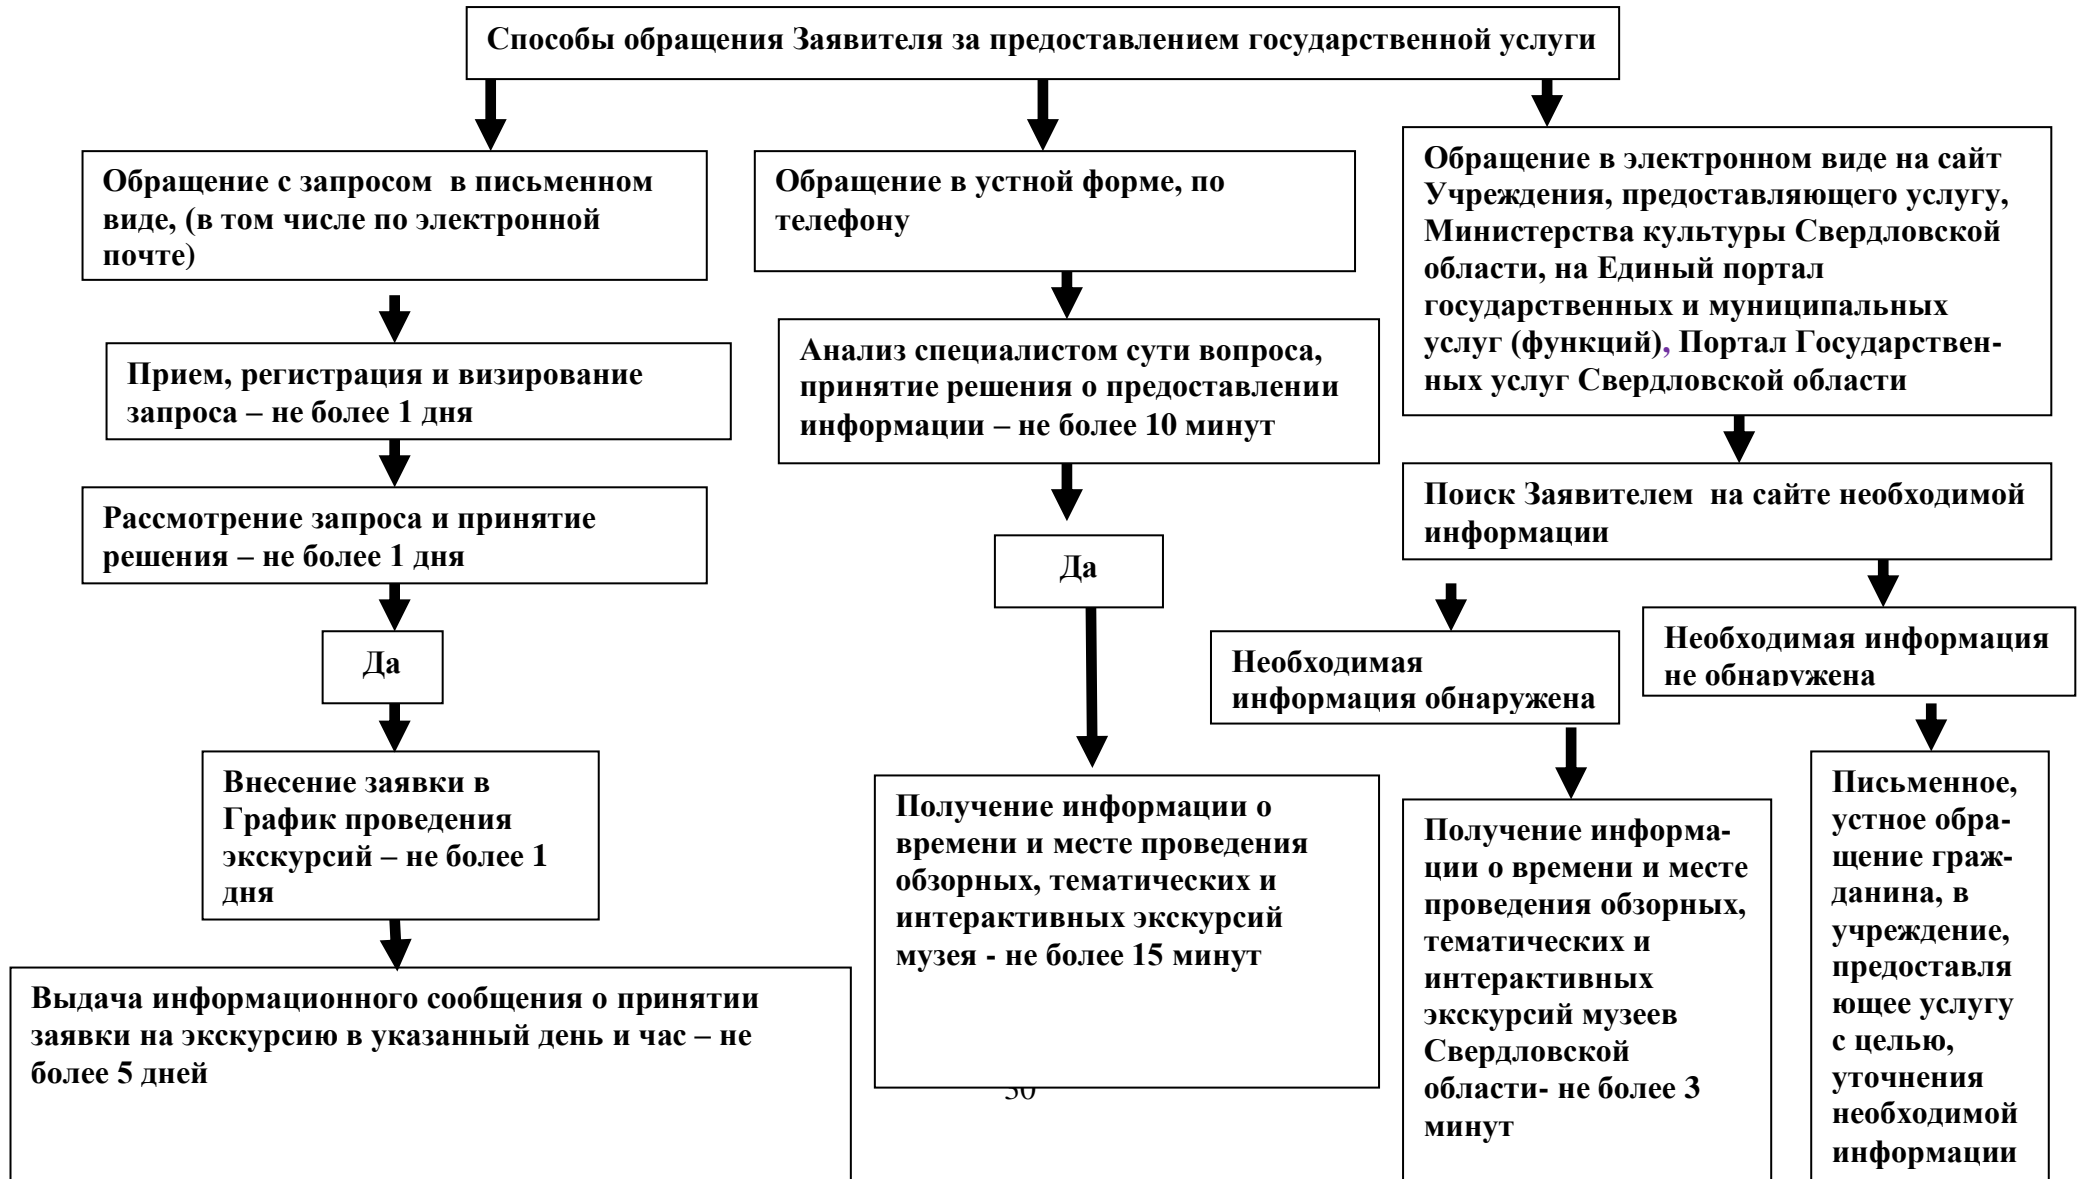 Способы обращения Заявителя за предоставлением государственной услуги
Обращение с запросом в письменном
виде, (в том числе по электронной
почте)
Прием, регистрация и визирование
запроса – не более 1 дня
Рассмотрение запроса и принятие
решения – не более 1 дня
Да
Внесение заявки в
График проведения
экскурсий – не более 1
дня
Выдача информационного сообщения о принятии
заявки на экскурсию в указанный день и час – не
более 5 дней
Обращение в устной форме, по
телефону
Анализ специалистом сути вопроса,
принятие решения о предоставлении
информации – не более 10 минут
Да
Получение информации о
времени и месте проведения
обзорных, тематических и
интерактивных экскурсий
музея - не более 15 минут
Обращение в электронном виде на сайт
Учреждения, предоставляющего услугу,
Министерства культуры Свердловской
области, на Единый портал
государственных и муниципальных
услуг (функций), Портал Государствен-
ных услуг Свердловской области
Поиск Заявителем на сайте необходимой
информации
Необходимая
информация обнаружена
Получение информа-
ции о времени и месте
проведения обзорных,
тематических и
интерактивных
экскурсий музеев
Свердловской
области- не более 3
минут
Необходимая информация
не обнаружена
Письменное,
устное обра-
щение граж-
данина, в
учреждение,
предоставля
ющее услугу
с целью,
уточнения
необходимой
информации